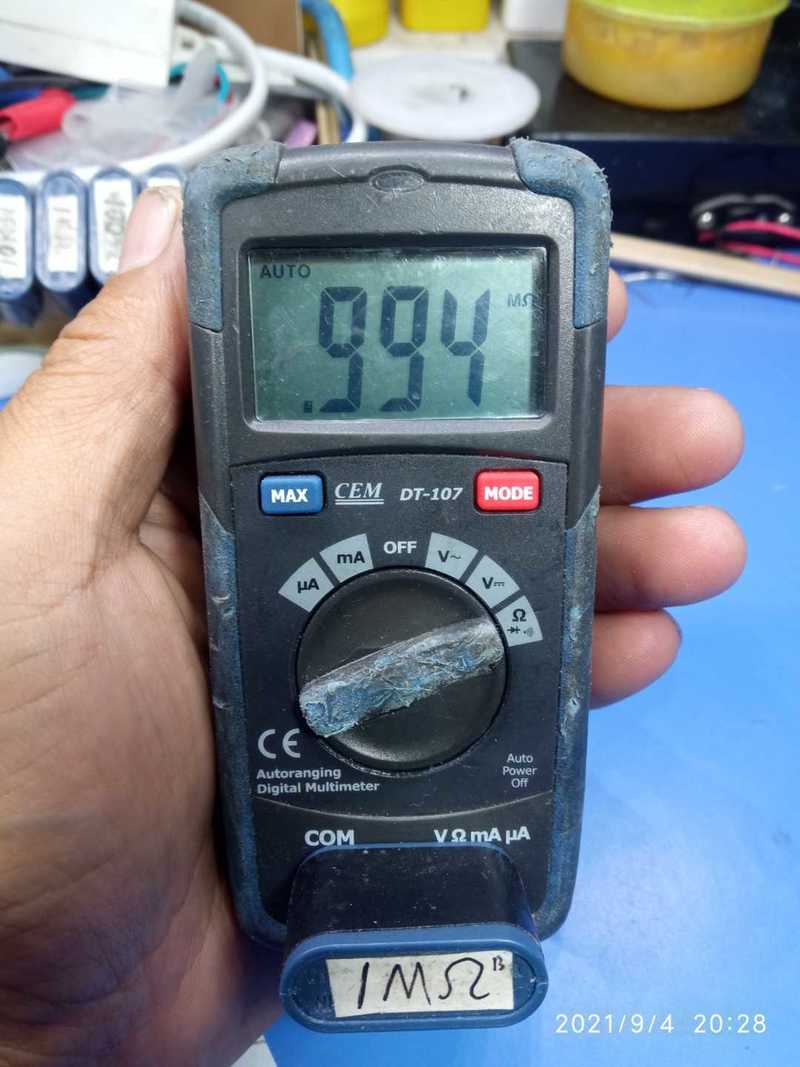 AUTO
.994 MΩ
MAX CEM DT-107 MODE
µA mA OFF V~ V⎓ Ω
CE
Autoranging
Digital Multimeter
Auto
Power
Off
COM VΩmAµA
1MΩ B
2021/9/4 20:28